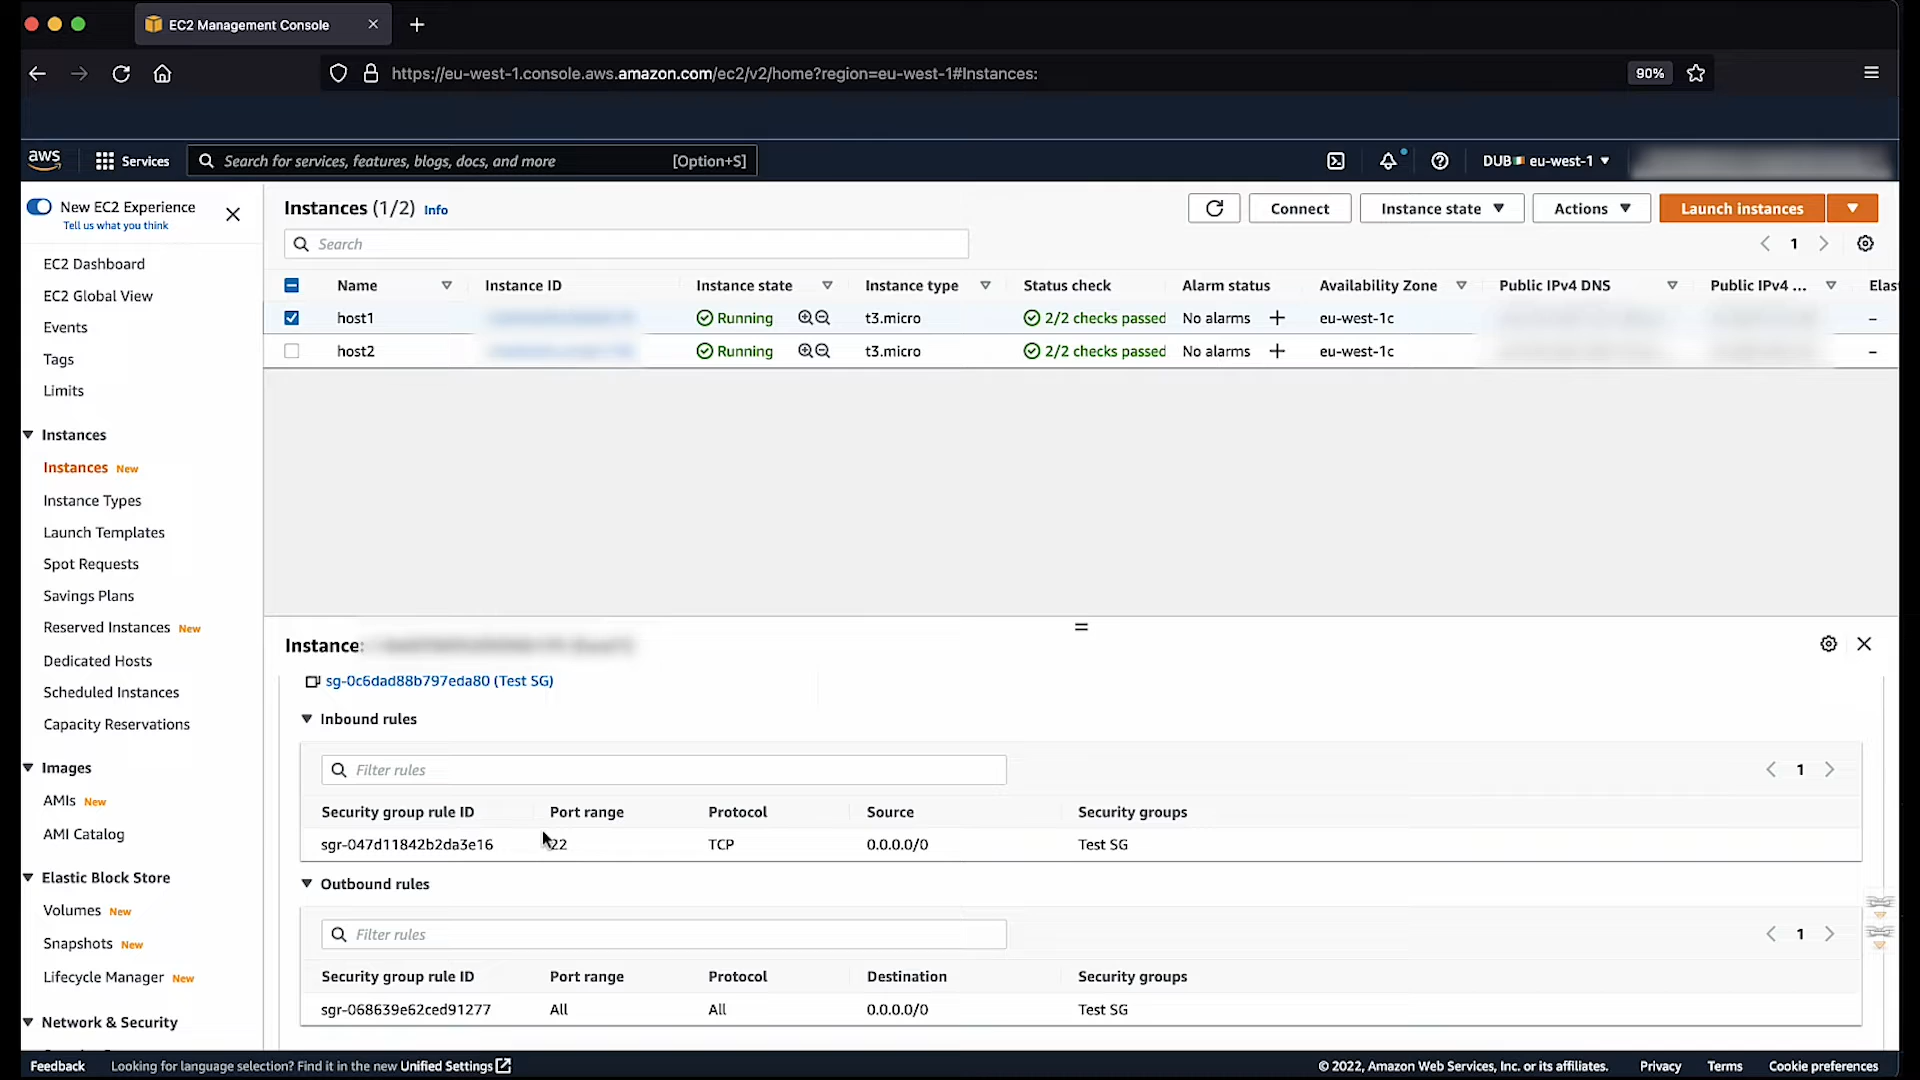 EC2 Management Console
https://eu-west-1.console.aws.amazon.com/ec2/v2/home?region=eu-west-1#Instances:
90%
aws
Services
Search for services, features, blogs, docs, and more
[Option+S]
DUB eu-west-1
New EC2 Experience
Tell us what you think
EC2 Dashboard
EC2 Global View
Events
Tags
Limits
Instances
Instances New
Instance Types
Launch Templates
Spot Requests
Savings Plans
Reserved Instances New
Dedicated Hosts
Scheduled Instances
Capacity Reservations
Images
AMIs New
AMI Catalog
Elastic Block Store
Volumes New
Snapshots New
Lifecycle Manager New
Network & Security
Instances (1/2) Info
Connect
Instance state
Actions
Launch instances
Search
1
Name Instance ID Instance state Instance type Status check Alarm status Availability Zone Public IPv4 DNS Public IPv4 ... Elas
host1 Running t3.micro 2/2 checks passed No alarms + eu-west-1c –
host2 Running t3.micro 2/2 checks passed No alarms + eu-west-1c –
Instance:
sg-0c6dad88b797eda80 (Test SG)
Inbound rules
Filter rules
1
Security group rule ID Port range Protocol Source Security groups
sgr-047d11842b2da3e16 22 TCP 0.0.0.0/0 Test SG
Outbound rules
Filter rules
1
Security group rule ID Port range Protocol Destination Security groups
sgr-068639e62ced91277 All All 0.0.0.0/0 Test SG
Feedback
Looking for language selection? Find it in the new Unified Settings
© 2022, Amazon Web Services, Inc. or its affiliates.
Privacy
Terms
Cookie preferences